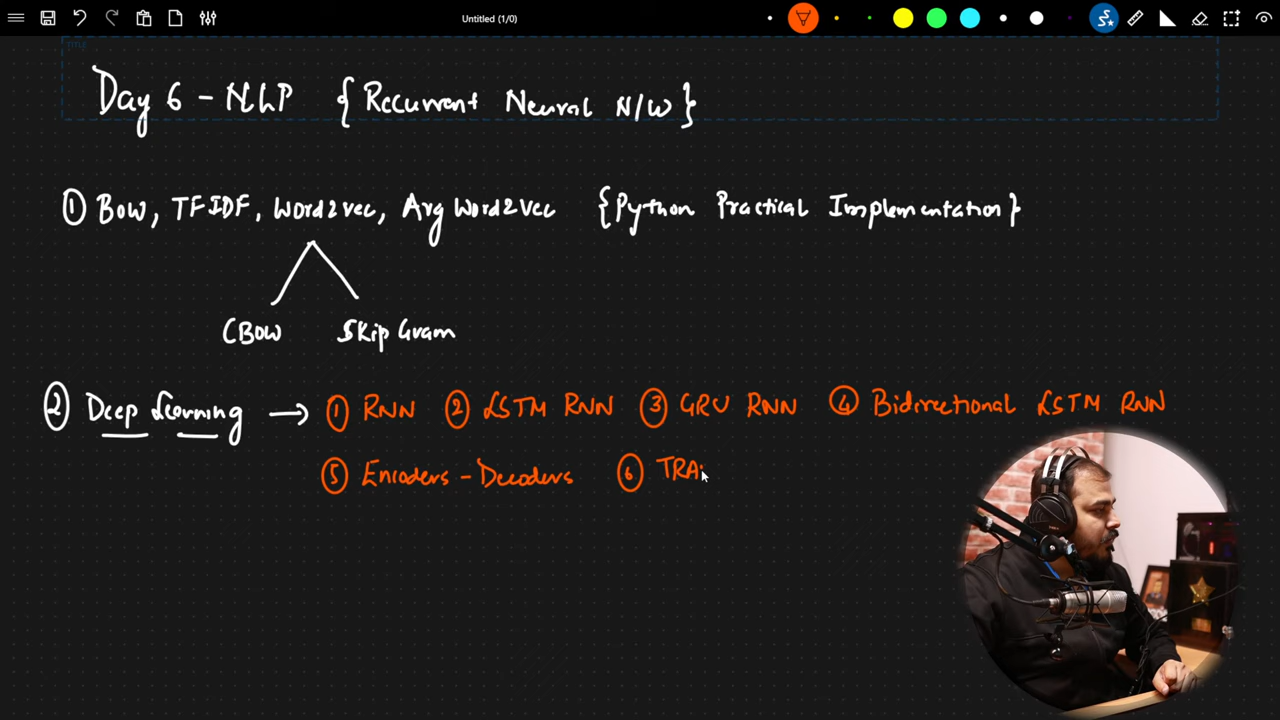 Untitled (1/0)
Day 6 - NLP {Recurrent Neural N/W}
① BOW, TFIDF, Word2vec, Avg Word2Vec {Python Practical Implementation}
CBOW SKip Gram
② Deep Learning → ① RNN ② LSTM RNN ③ GRU RNN ④ Bidirectional LSTM RNN
⑤ Encoders - Decoders ⑥ TRA